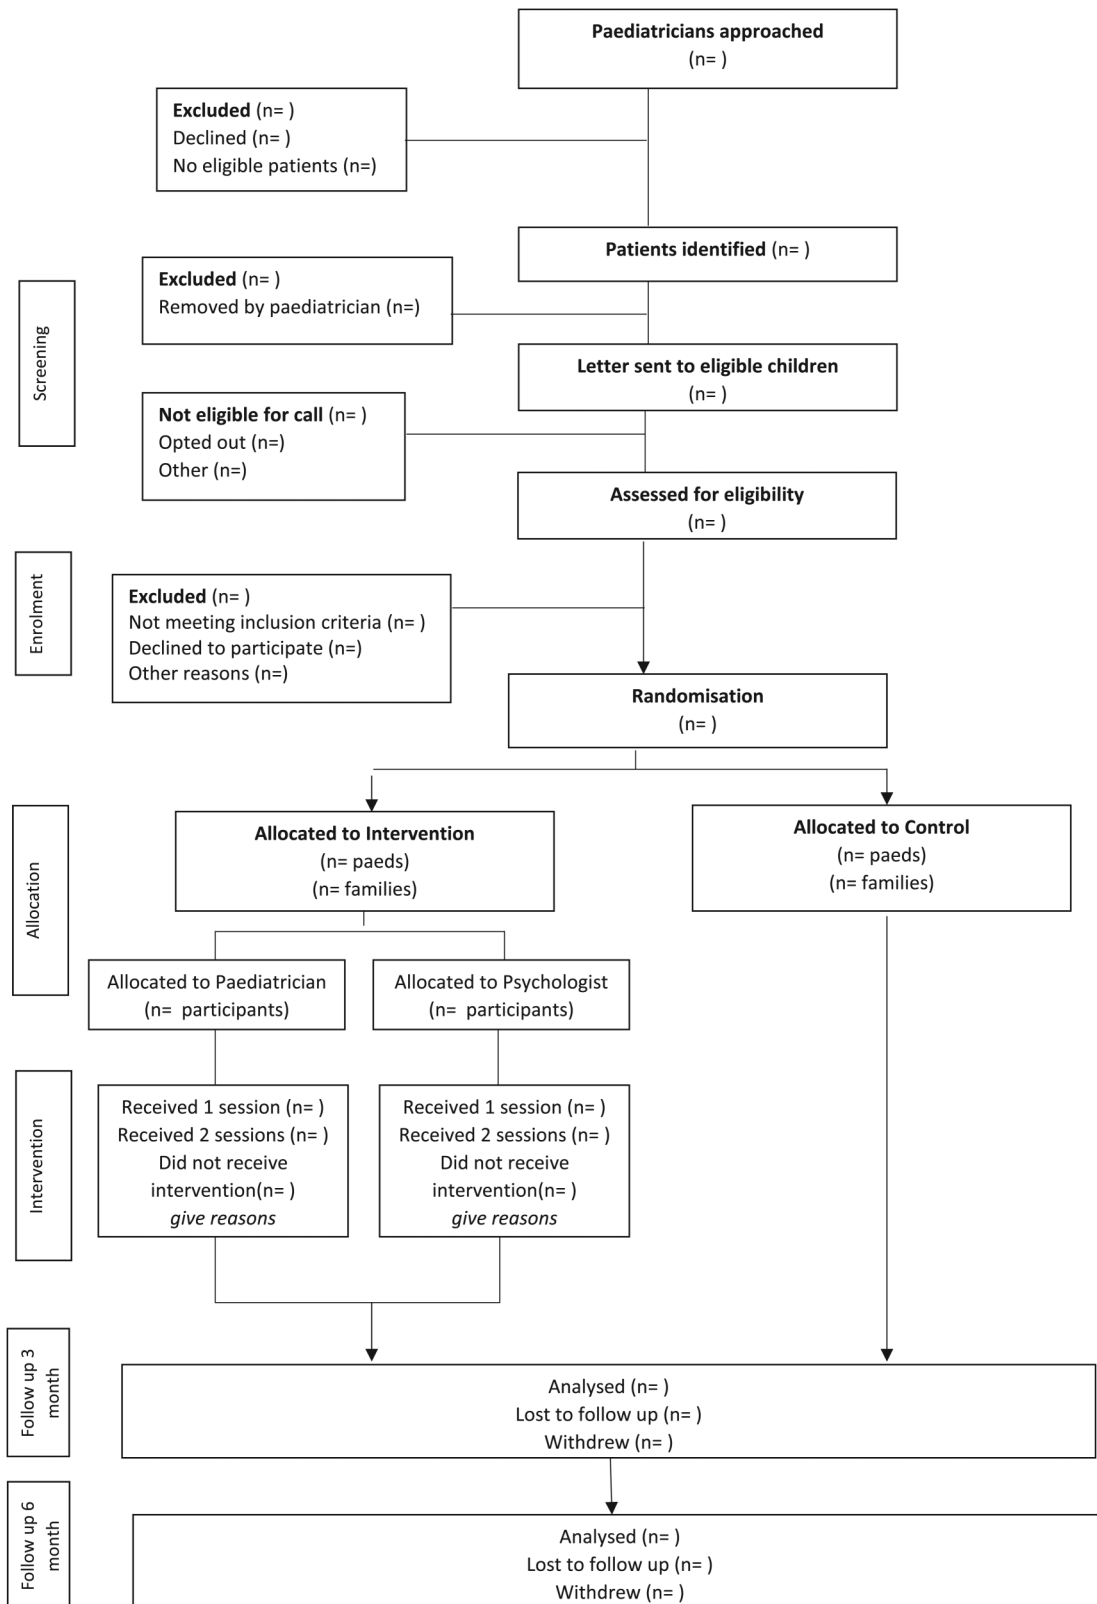 Paediatricians approached
(n= )
Excluded (n= )
Declined (n= )
No eligible patients (n=)
Patients identified (n= )
Excluded (n= )
Removed by paediatrician (n=)
Screening
Letter sent to eligible children
(n= )
Not eligible for call (n= )
Opted out (n=)
Other (n=)
Assessed for eligibility
(n= )
Enrolment
Excluded (n= )
Not meeting inclusion criteria (n= )
Declined to participate (n=)
Other reasons (n=)
Randomisation
(n= )
Allocation
Allocated to Intervention
(n= paeds)
(n= families)
Allocated to Control
(n= paeds)
(n= families)
Allocated to Paediatrician
(n=  participants)
Allocated to Psychologist
(n=  participants)
Intervention
Received 1 session (n= )
Received 2 sessions (n= )
Did not receive
intervention(n= )
give reasons
Received 1 session (n= )
Received 2 sessions (n= )
Did not receive
intervention(n= )
give reasons
Follow up 3
month
Analysed (n= )
Lost to follow up (n= )
Withdrew (n= )
Follow up 6
month
Analysed (n= )
Lost to follow up (n= )
Withdrew (n= )